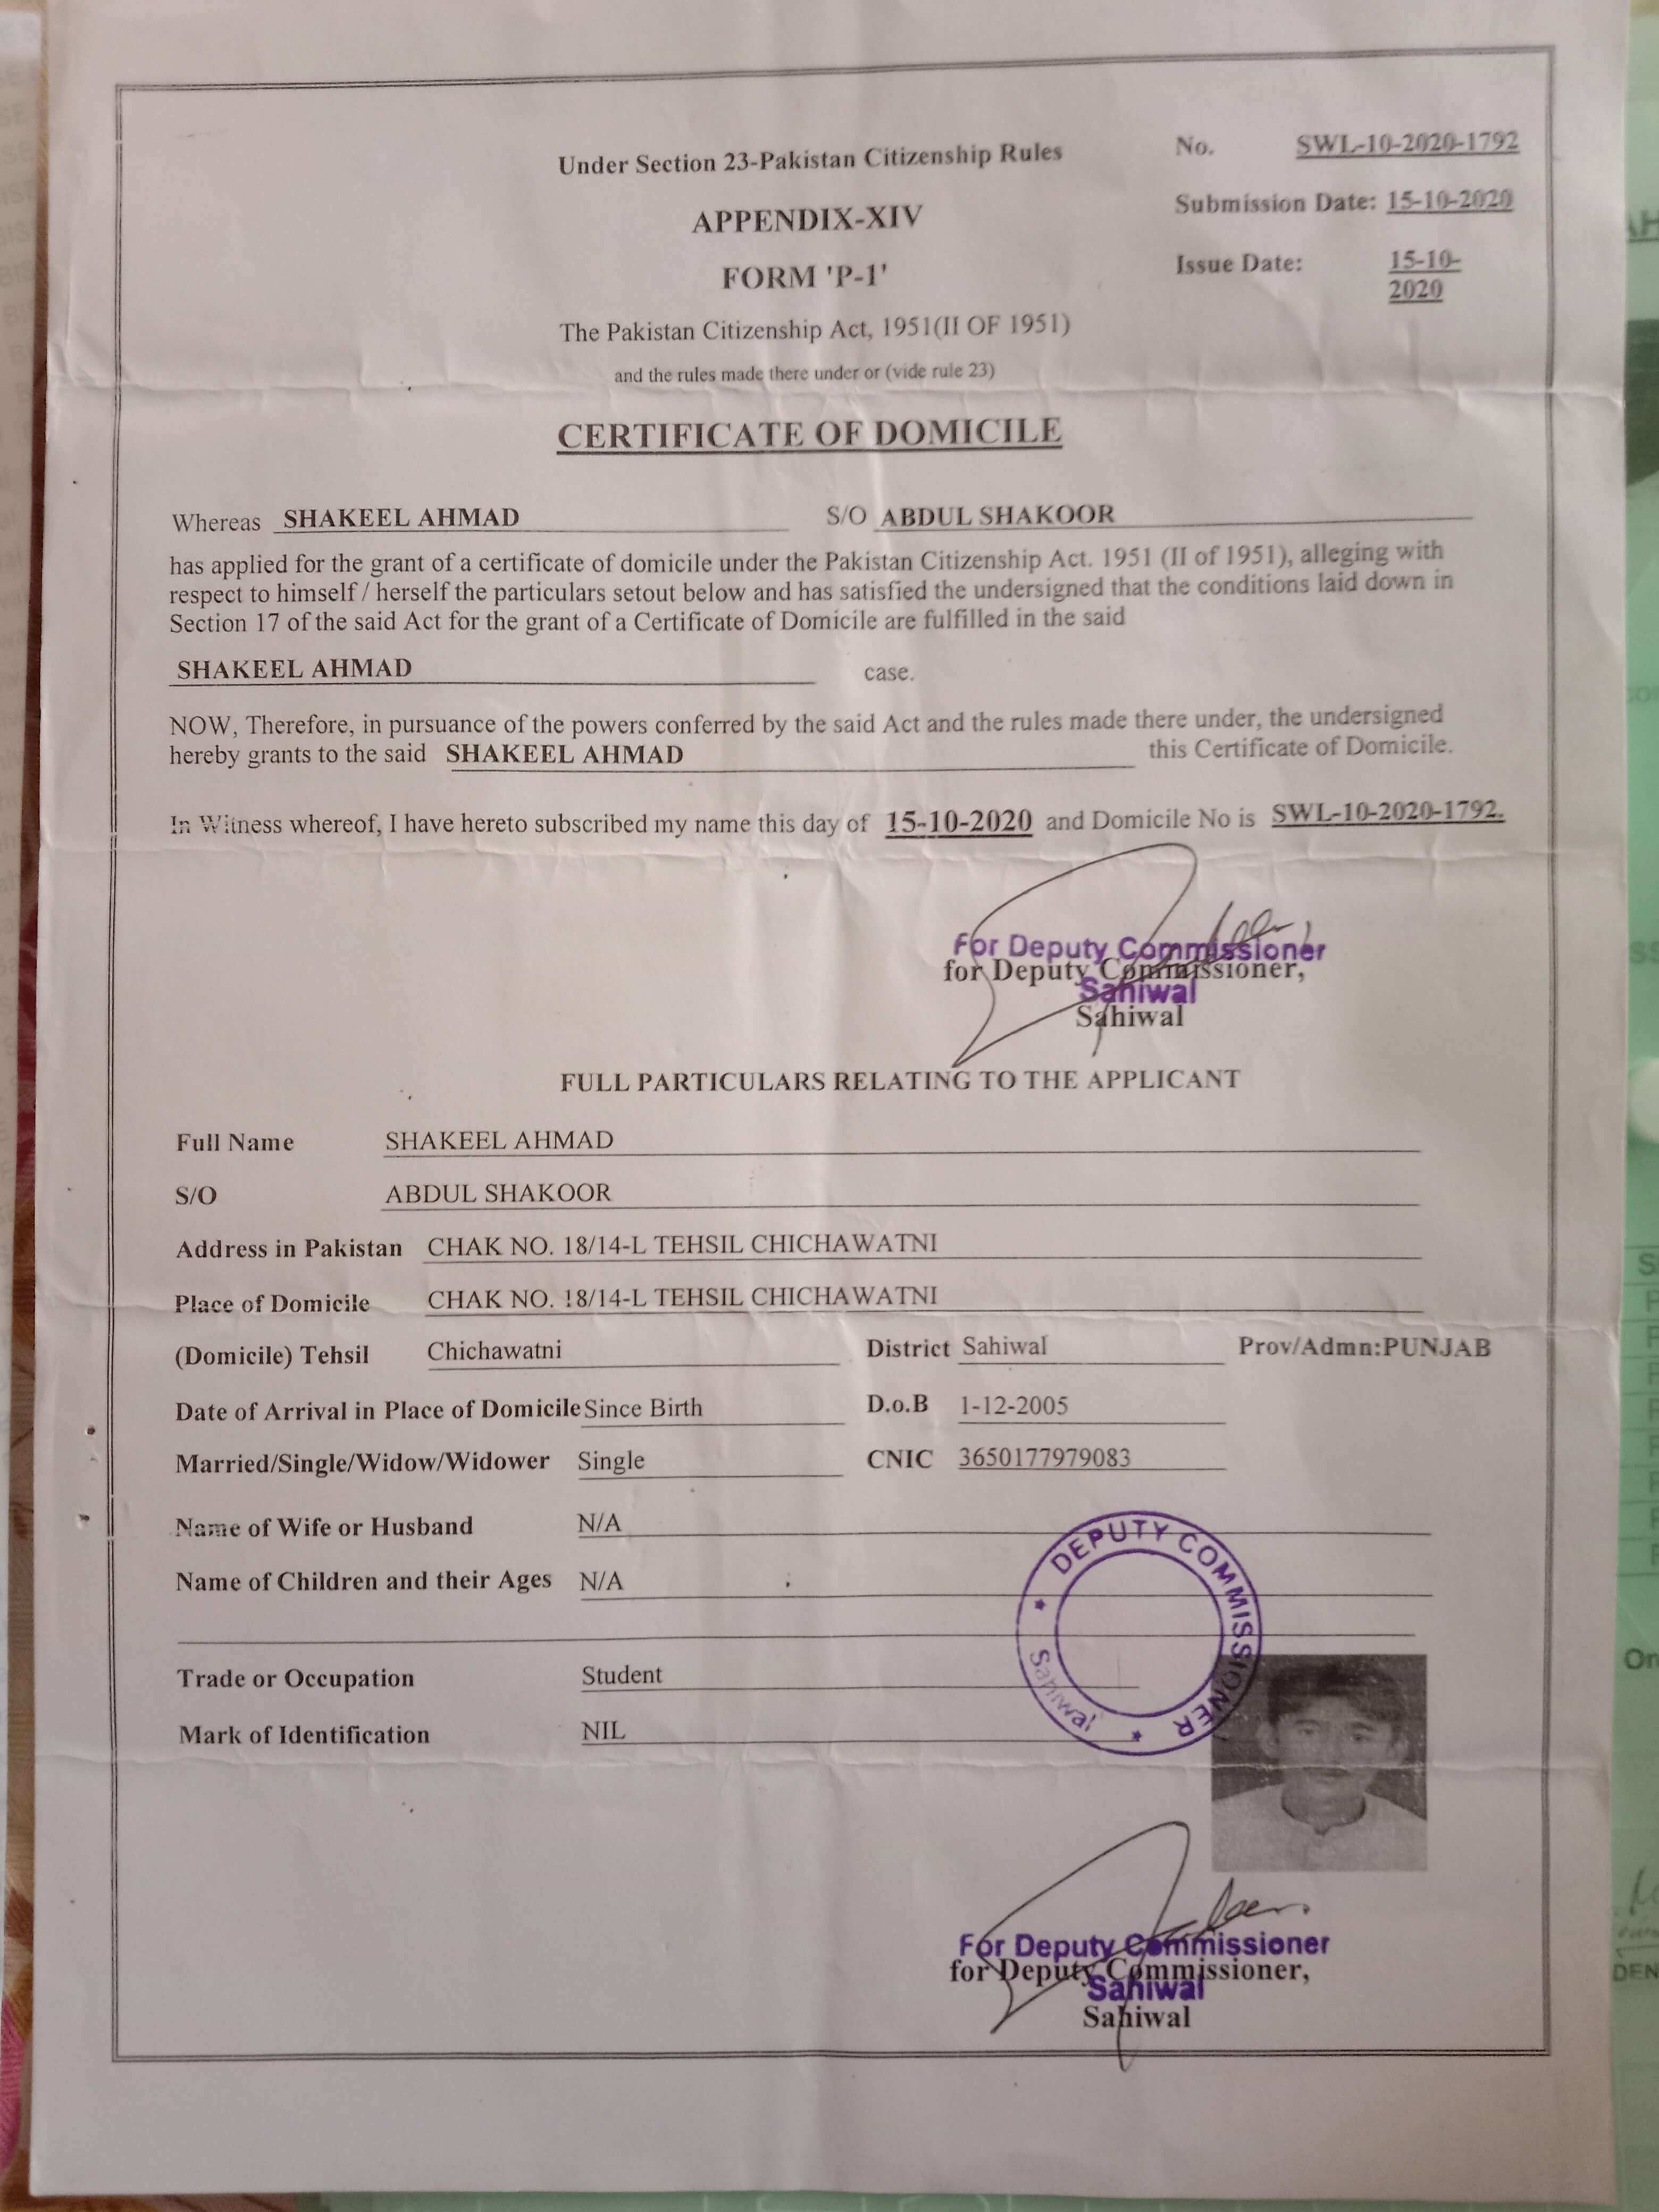 Under Section 23-Pakistan Citizenship Rules
No. SWL-10-2020-1792
APPENDIX-XIV
Submission Date: 15-10-2020
FORM 'P-1'
Issue Date: 15-10-
2020
The Pakistan Citizenship Act, 1951(II OF 1951)
and the rules made there under or (vide rule 23)
CERTIFICATE OF DOMICILE
Whereas SHAKEEL AHMAD S/O ABDUL SHAKOOR
has applied for the grant of a certificate of domicile under the Pakistan Citizenship Act. 1951 (II of 1951), alleging with
respect to himself / herself the particulars setout below and has satisfied the undersigned that the conditions laid down in
Section 17 of the said Act for the grant of a Certificate of Domicile are fulfilled in the said
SHAKEEL AHMAD case.
NOW, Therefore, in pursuance of the powers conferred by the said Act and the rules made there under, the undersigned
hereby grants to the said SHAKEEL AHMAD this Certificate of Domicile.
In Witness whereof, I have hereto subscribed my name this day of 15-10-2020 and Domicile No is SWL-10-2020-1792.
For Deputy Commissioner
for Deputy Commissioner,
Sahiwal
Sahiwal
FULL PARTICULARS RELATING TO THE APPLICANT
Full Name SHAKEEL AHMAD
S/O ABDUL SHAKOOR
Address in Pakistan CHAK NO. 18/14-L TEHSIL CHICHAWATNI
Place of Domicile CHAK NO. 18/14-L TEHSIL CHICHAWATNI
(Domicile) Tehsil Chichawatni District Sahiwal Prov/Admn:PUNJAB
Date of Arrival in Place of Domicile Since Birth D.o.B 1-12-2005
Married/Single/Widow/Widower Single CNIC 3650177979083
Name of Wife or Husband N/A
Name of Children and their Ages N/A
DEPUTY COMMISSIONER
Sahiwal
Trade or Occupation Student
Mark of Identification NIL
For Deputy Commissioner
for Deputy Commissioner,
Sahiwal
Sahiwal